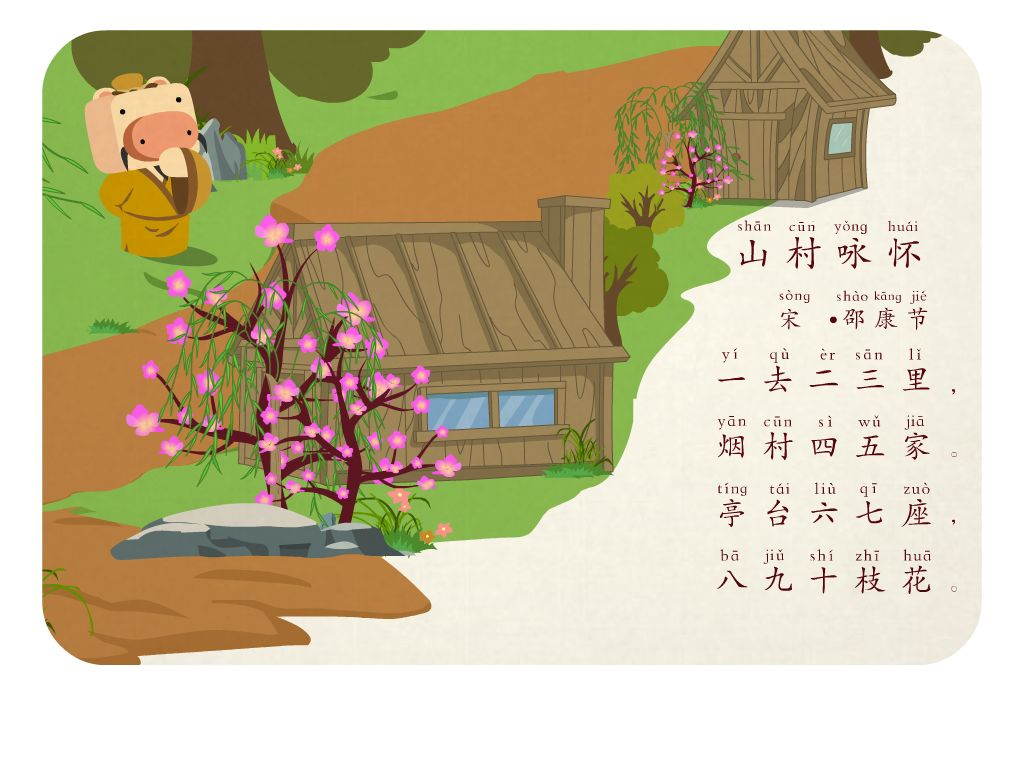 shān cūn yǒng huái
山村咏怀
sòng shào kāng jié
宋 •邵康节
yí qù èr sān lǐ
一去二三里，
yān cūn sì wǔ jiā
烟村四五家。
tíng tái liù qī zuò
亭台六七座，
bā jiǔ shí zhī huā
八九十枝花。